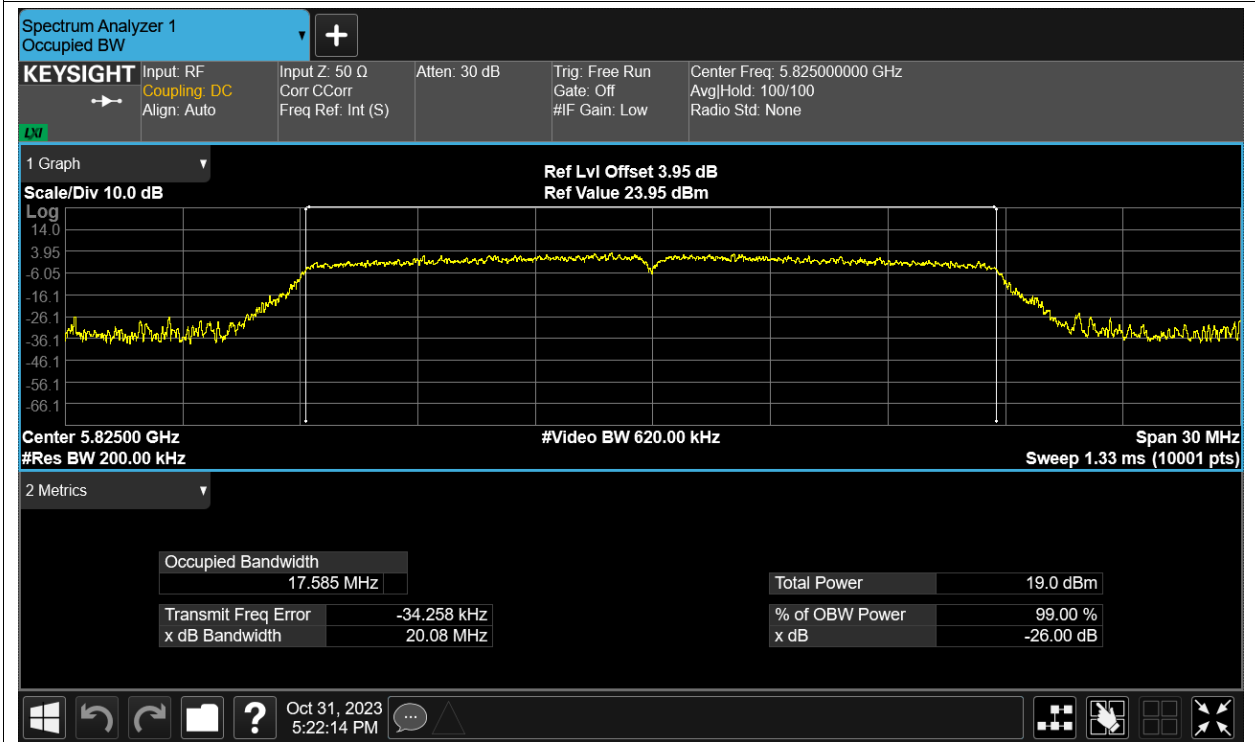 Spectrum Analyzer 1
Occupied BW
KEYSIGHT
LXI
Input: RF
Coupling: DC
Align: Auto
Input Z: 50 Ω
Corr CCorr
Freq Ref: Int (S)
Atten: 30 dB
Trig: Free Run
Gate: Off
#IF Gain: Low
Center Freq: 5.825000000 GHz
Avg|Hold: 100/100
Radio Std: None
1 Graph
Scale/Div 10.0 dB
Ref Lvl Offset 3.95 dB
Ref Value 23.95 dBm
Log
14.0
3.95
-6.05
-16.1
-26.1
-36.1
-46.1
-56.1
-66.1
Center 5.82500 GHz
#Video BW 620.00 kHz
Span 30 MHz
#Res BW 200.00 kHz
Sweep 1.33 ms (10001 pts)
2 Metrics
Occupied Bandwidth
17.585 MHz
Total Power 19.0 dBm
Transmit Freq Error -34.258 kHz
% of OBW Power 99.00 %
x dB Bandwidth 20.08 MHz
x dB -26.00 dB
?
Oct 31, 2023
5:22:14 PM